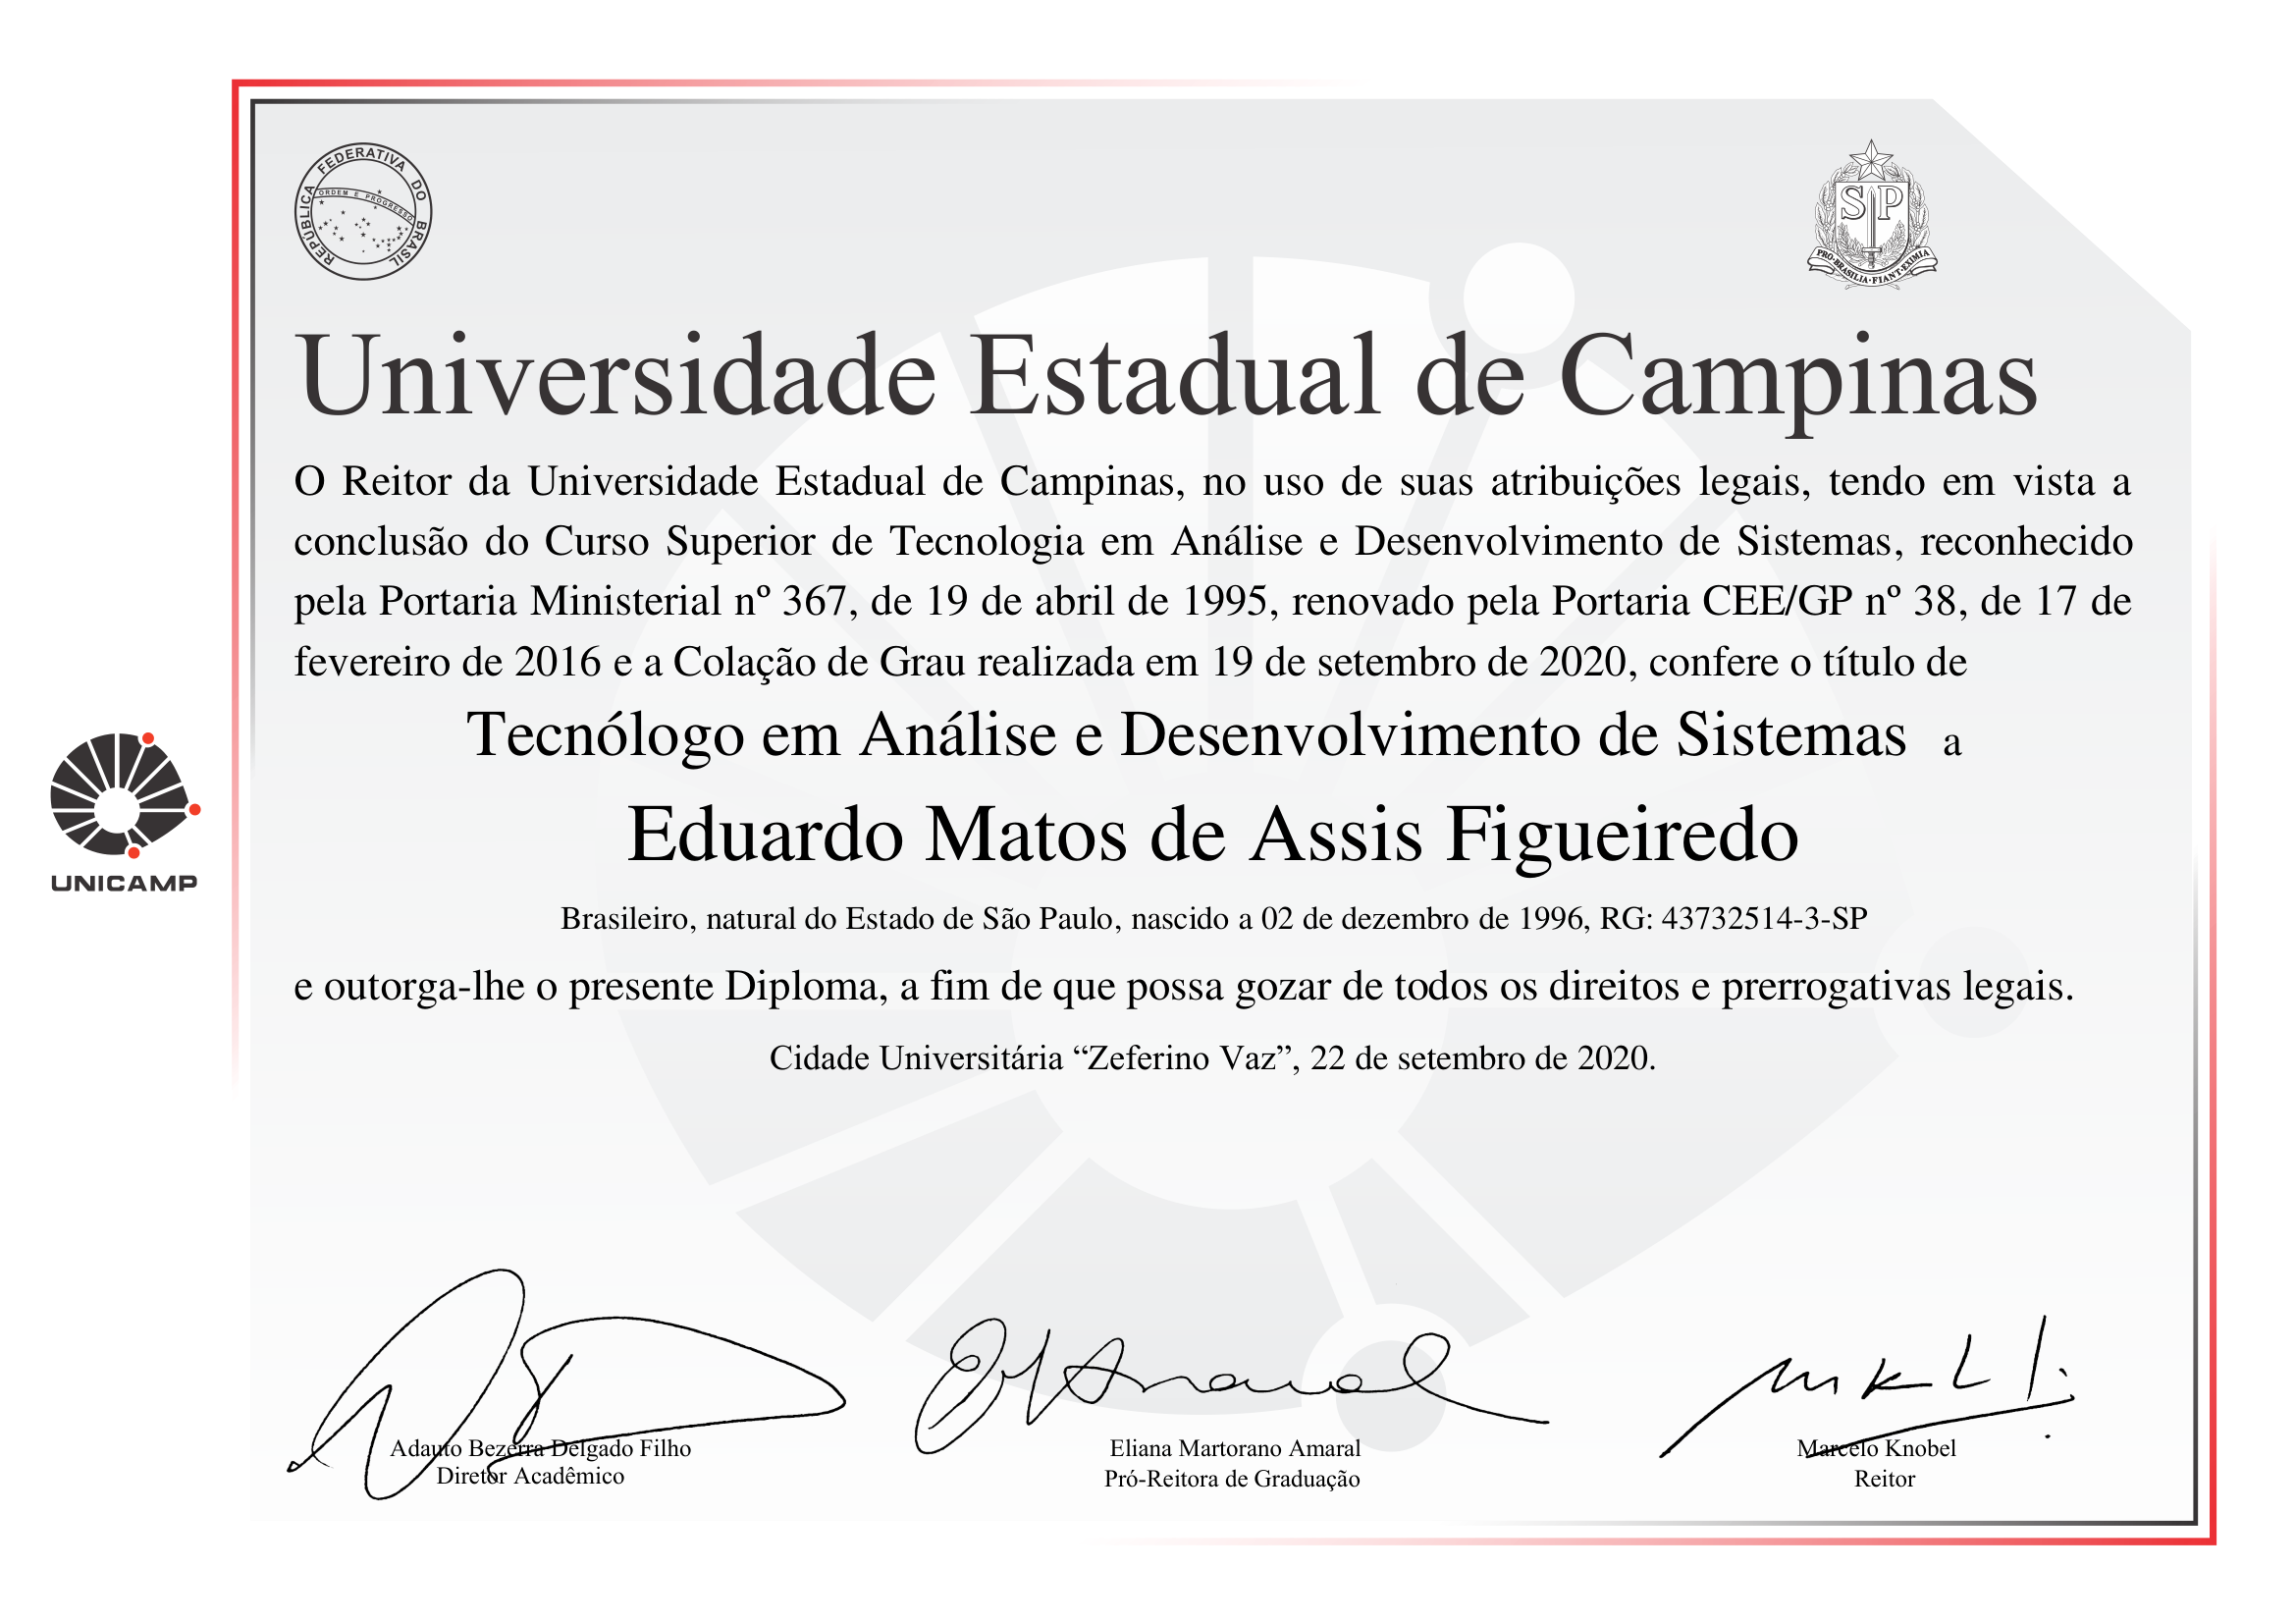 REPÚBLICA FEDERATIVA DO BRASIL
ORDEM E PROGRESSO
SP
PRO·BRASILIA·FIANT·EXIMIA
Universidade Estadual de Campinas
O Reitor da Universidade Estadual de Campinas, no uso de suas atribuições legais, tendo em vista a
conclusão do Curso Superior de Tecnologia em Análise e Desenvolvimento de Sistemas, reconhecido
pela Portaria Ministerial nº 367, de 19 de abril de 1995, renovado pela Portaria CEE/GP nº 38, de 17 de
fevereiro de 2016 e a Colação de Grau realizada em 19 de setembro de 2020, confere o título de
Tecnólogo em Análise e Desenvolvimento de Sistemas a
Eduardo Matos de Assis Figueiredo
UNICAMP
Brasileiro, natural do Estado de São Paulo, nascido a 02 de dezembro de 1996, RG: 43732514-3-SP
e outorga-lhe o presente Diploma, a fim de que possa gozar de todos os direitos e prerrogativas legais.
Cidade Universitária “Zeferino Vaz”, 22 de setembro de 2020.
Adauto Bezerra Delgado Filho
Diretor Acadêmico
Eliana Martorano Amaral
Pró-Reitora de Graduação
Marcelo Knobel
Reitor